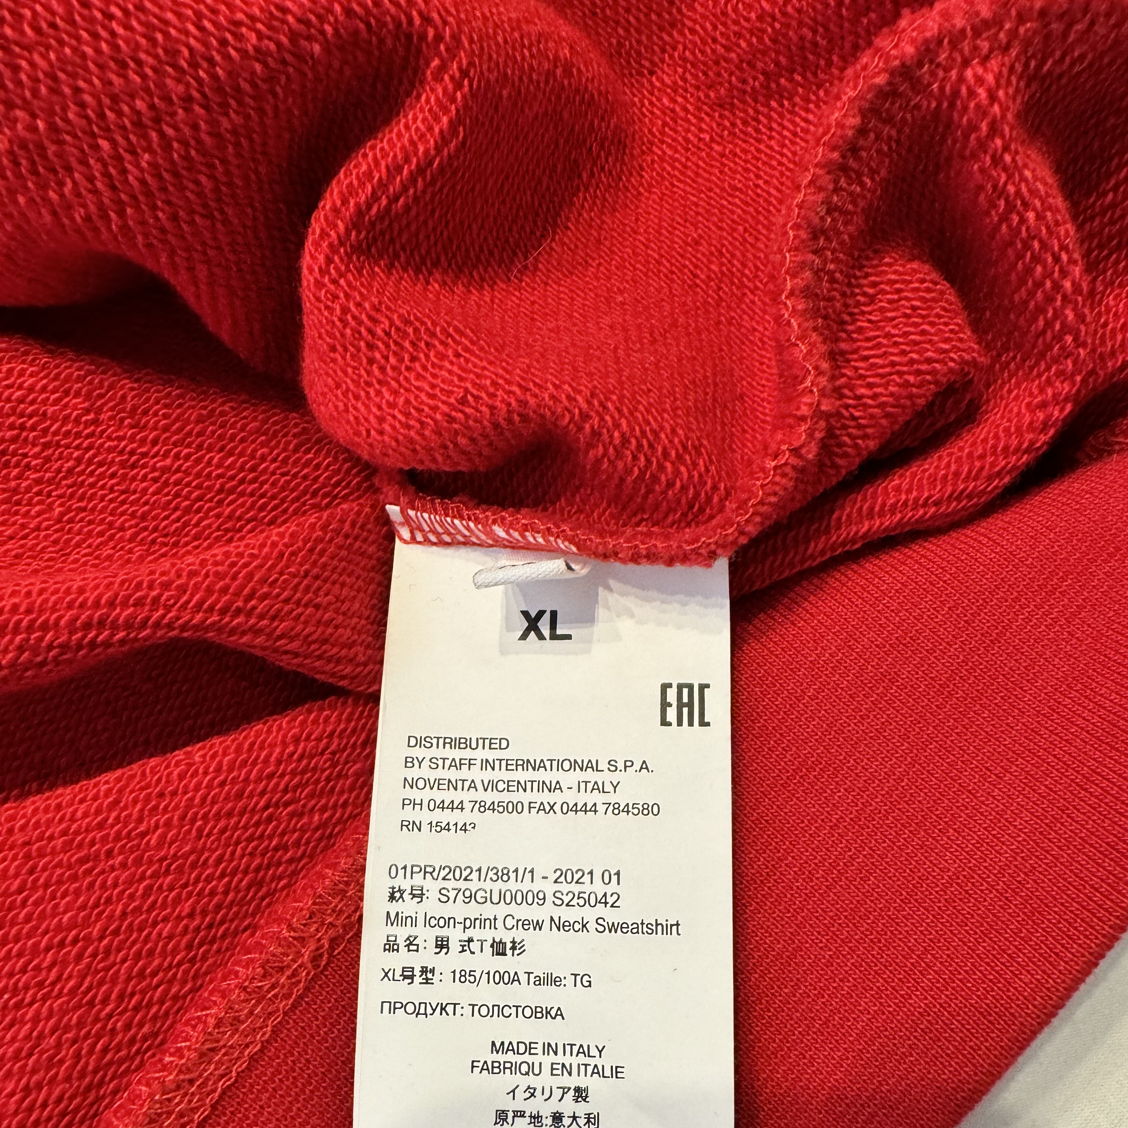 XL
EAC
DISTRIBUTED
BY STAFF INTERNATIONAL S.P.A.
NOVENTA VICENTINA - ITALY
PH 0444 784500 FAX 0444 784580
RN 154143
01PR/2021/381/1 - 2021 01
款号: S79GU0009 S25042
Mini Icon-print Crew Neck Sweatshirt
品名: 男 式T恤衫
XL号型: 185/100A Taille: TG
ПРОДУКТ: ТОЛСТОВКА
MADE IN ITALY
FABRIQU EN ITALIE
イタリア製
原产地:意大利